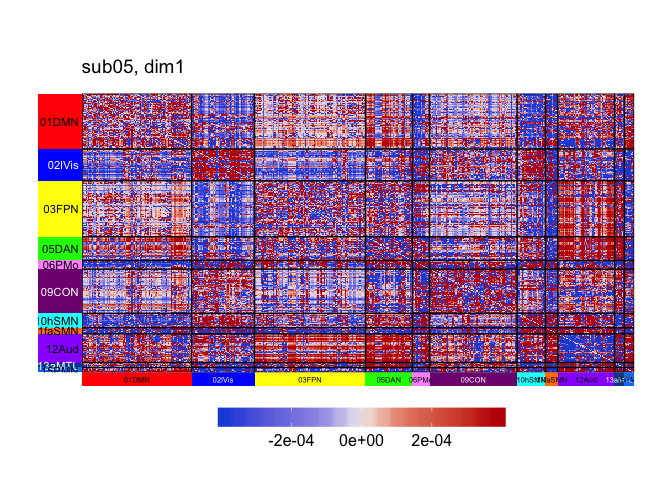 sub05, dim1
01DMN
02lVis
03FPN
05DAN
06PMo
09CON
10hSMN
11faSMN
12Aud
13aMTL
01DMN 02lVis 03FPN 05DAN 06PMo 09CON 10hSMN 12Aud
-2e-04 0e+00 2e-04